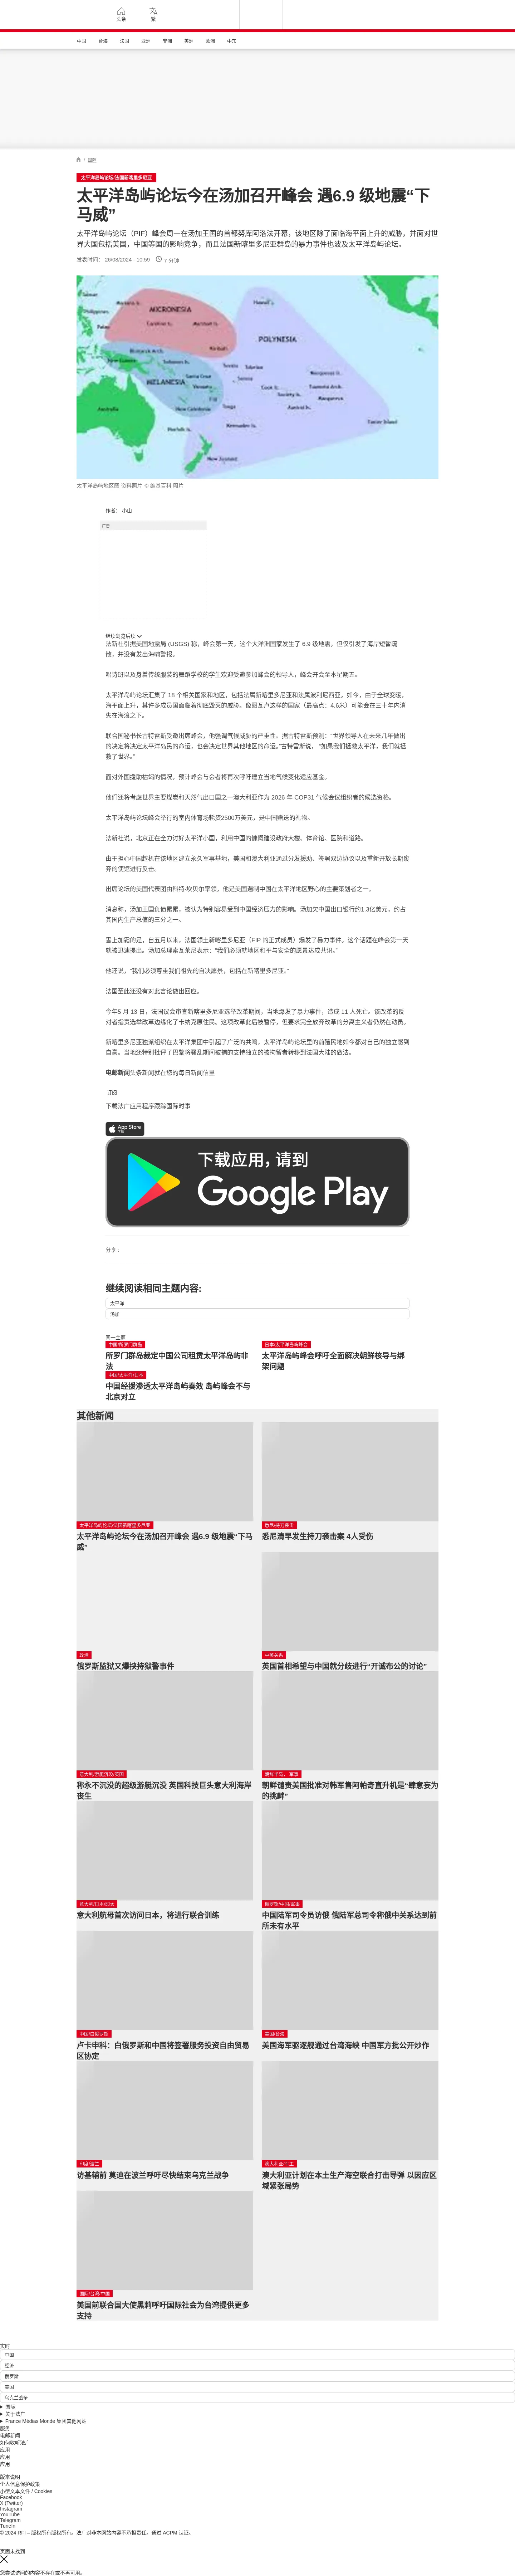 头条
繁
中国
台海
法国
亚洲
非洲
美洲
欧洲
中东
/ 国际
太平洋岛屿论坛/法国新喀里多尼亚
太平洋岛屿论坛今在汤加召开峰会 遇6.9 级地震“下
马威”
太平洋岛屿论坛（PIF）峰会周一在汤加王国的首都努库阿洛法开幕，该地区除了面临海平面上升的威胁，并面对世
界大国包括美国，中国等国的影响竞争，而且法国新喀里多尼亚群岛的暴力事件也波及太平洋岛屿论坛。
发表时间： 26/08/2024 - 10:59
7 分钟
MICRONESIA
POLYNESIA
MELANESIA
Australia
New Caledonia
Easter Island
太平洋岛屿地区图 资料照片 © 维基百科 照片
作者： 小山
广告
继续浏览后续
法新社引据美国地震局 (USGS) 称，峰会第一天，这个大洋洲国家发生了 6.9 级地震，但仅引发了海岸短暂疏
散，并没有发出海啸警报。
唱诗班以及身着传统服装的舞蹈学校的学生欢迎受邀参加峰会的领导人，峰会开会至本星期五。
太平洋岛屿论坛汇集了 18 个相关国家和地区，包括法属新喀里多尼亚和法属波利尼西亚。如今，由于全球变暖，
海平面上升，其许多成员国面临着彻底毁灭的威胁。像图瓦卢这样的国家（最高点：4.6米）可能会在三十年内消
失在海浪之下。
联合国秘书长古特雷斯受邀出席峰会，他强调气候威胁的严重性。据古特雷斯预测：“世界领导人在未来几年做出
的决定将决定太平洋岛民的命运，也会决定世界其他地区的命运。”古特雷斯说， “如果我们拯救太平洋，我们就拯
救了世界。”
面对外国援助枯竭的情况，预计峰会与会者将再次呼吁建立当地气候变化适应基金。
他们还将考虑世界主要煤炭和天然气出口国之一澳大利亚作为 2026 年 COP31 气候会议组织者的候选资格。
太平洋岛屿论坛峰会举行的室内体育场耗资2500万美元，是中国赠送的礼物。
法新社说，北京正在全力讨好太平洋小国，利用中国的慷慨建设政府大楼、体育馆、医院和道路。
由于担心中国趁机在该地区建立永久军事基地，美国和澳大利亚通过分发援助、签署双边协议以及重新开放长期废
弃的使馆进行反击。
出席论坛的美国代表团由科特·坎贝尔率领，他是美国遏制中国在太平洋地区野心的主要策划者之一。
消息称，汤加王国负债累累，被认为特别容易受到中国经济压力的影响。汤加欠中国出口银行约1.3亿美元，约占
其国内生产总值的三分之一。
雪上加霜的是，自五月以来，法国领土新喀里多尼亚（FIP 的正式成员）爆发了暴力事件。这个话题在峰会第一天
就被迅速提出。汤加总理索瓦莱尼表示：“我们必须就地区和平与安全的愿景达成共识。”
他还说，“我们必须尊重我们祖先的自决愿景，包括在新喀里多尼亚。”
法国至此还没有对此言论做出回应。
今年5 月 13 日，法国议会审查新喀里多尼亚选举改革期间，当地爆发了暴力事件，造成 11 人死亡。该改革的反
对者指责选举改革边缘化了卡纳克原住民。这项改革此后被暂停，但要求完全放弃改革的分离主义者仍然在动员。
新喀里多尼亚独派组织在太平洋集团中引起了广泛的共鸣，太平洋岛屿论坛里的前殖民地如今都对自己的独立感到
自豪，当地还特别批评了巴黎将骚乱期间被捕的支持独立的被拘留者转移到法国大陆的做法。
电邮新闻头条新闻就在您的每日新闻信里
订阅
下载法广应用程序跟踪国际时事
App Store
下载应用，请到
Google Play
分享 :
继续阅读相同主题内容:
太平洋
汤加
同一主题
中国/所罗门群岛
所罗门群岛裁定中国公司租赁太平洋岛屿非
法
日本/太平洋岛屿峰会
太平洋岛屿峰会呼吁全面解决朝鲜核导与绑
架问题
中国/太平洋/日岸
中国经援渗透太平洋岛屿奏效 岛屿峰会不与
北京对立
其他新闻
太平洋岛屿论坛/法国新喀里多尼亚
太平洋岛屿论坛今在汤加召开峰会 遇6.9 级地震“下马
威”
悉尼/持刀袭击
悉尼清早发生持刀袭击案 4人受伤
政治
俄罗斯监狱又爆挟持狱警事件
中英关系
英国首相希望与中国就分歧进行“开诚布公的讨论”
意大利/游艇沉没/英国
称永不沉没的超级游艇沉没 英国科技巨头意大利海岸
丧生
朝鲜半岛， 军事
朝鲜谴责美国批准对韩军售阿帕奇直升机是“肆意妄为
的挑衅”
意大利/日本/印太
意大利航母首次访问日本，将进行联合训练
俄罗斯/中国/军事
中国陆军司令员访俄 俄陆军总司令称俄中关系达到前
所未有水平
中国/白俄罗斯
卢卡申科：白俄罗斯和中国将签署服务投资自由贸易
区协定
美国/台海
美国海军驱逐舰通过台湾海峡 中国军方批公开炒作
印度/波兰
访基辅前 莫迪在波兰呼吁尽快结束乌克兰战争
澳大利亚/军工
澳大利亚计划在本土生产海空联合打击导弹 以因应区
域紧张局势
国际/台湾/中国
美国前联合国大使黑莉呼吁国际社会为台湾提供更多
支持
实时
中国
经济
俄罗斯
美国
乌克兰战争
国际
关于法广
France Médias Monde 集团其他网站
服务
电邮新闻
如何收听法广
应用
应用
应用
版本说明
个人信息保护政策
小型文本文件 / Cookies
Facebook
X (Twitter)
Instagram
YouTube
Telegram
TuneIn
© 2024 RFI – 版权所有版权所有。法广对非本网站内容不承担责任。通过 ACPM 认证。
页面未找到
您尝试访问的内容不存在或不再可用。